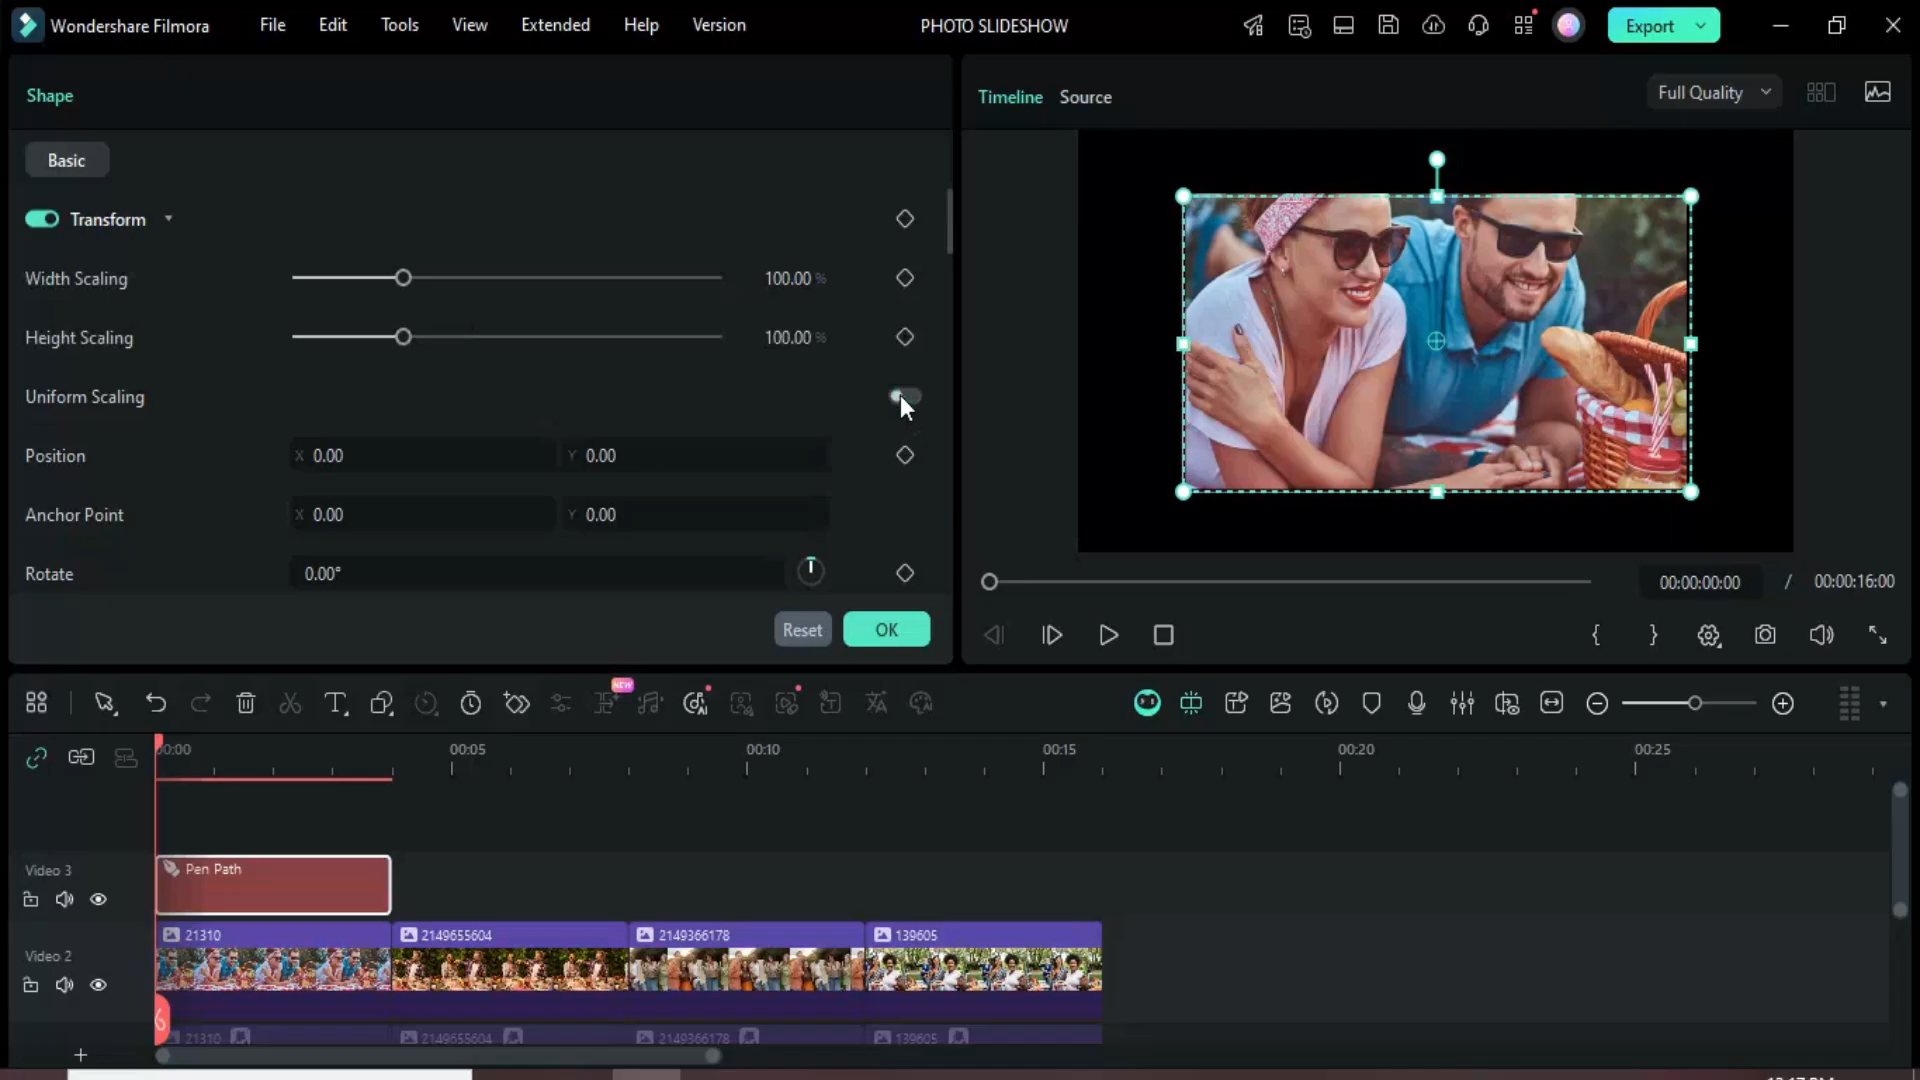 Wondershare Filmora
File
Edit
Tools
View
Extended
Help
Version
PHOTO SLIDESHOW
Export
Shape
Timeline
Source
Full Quality
Basic
Transform
Width Scaling
100.00 %
Height Scaling
100.00 %
Uniform Scaling
Position
X 0.00
Y 0.00
Anchor Point
X 0.00
Y 0.00
Rotate
0.00°
00:00:00:00 / 00:00:16:00
Reset
OK
NEW
00:00
00:05
00:10
00:15
00:20
00:25
Video 3
Pen Path
21310
2149655604
2149366178
139605
Video 2
21310
2149655604
2149366178
139605